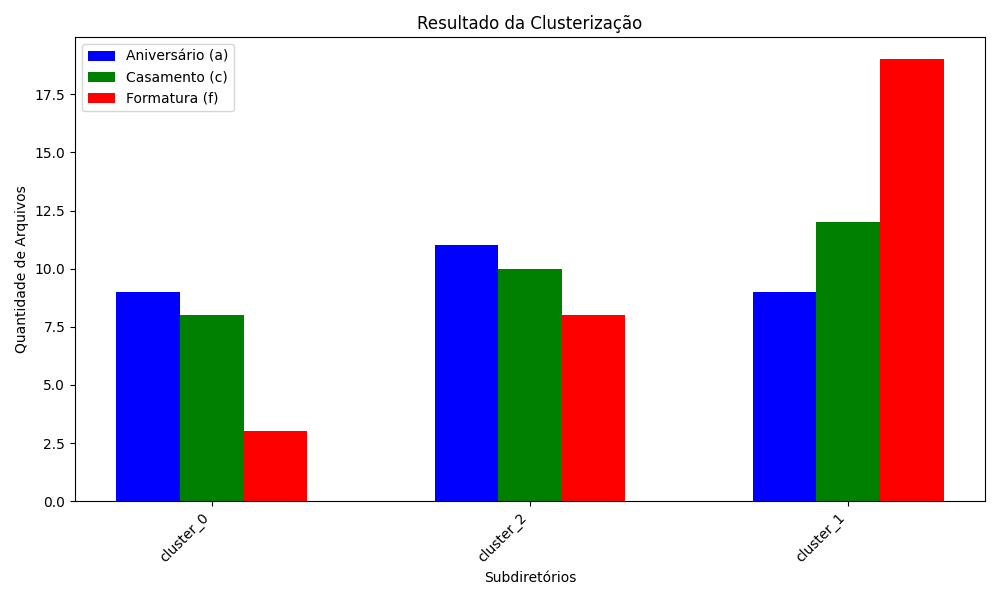 Resultado da Clusterização
Aniversário (a)
Casamento (c)
Formatura (f)
Quantidade de Arquivos
17.5
15.0
12.5
10.0
7.5
5.0
2.5
0.0
cluster_0
cluster_2
cluster_1
Subdiretórios